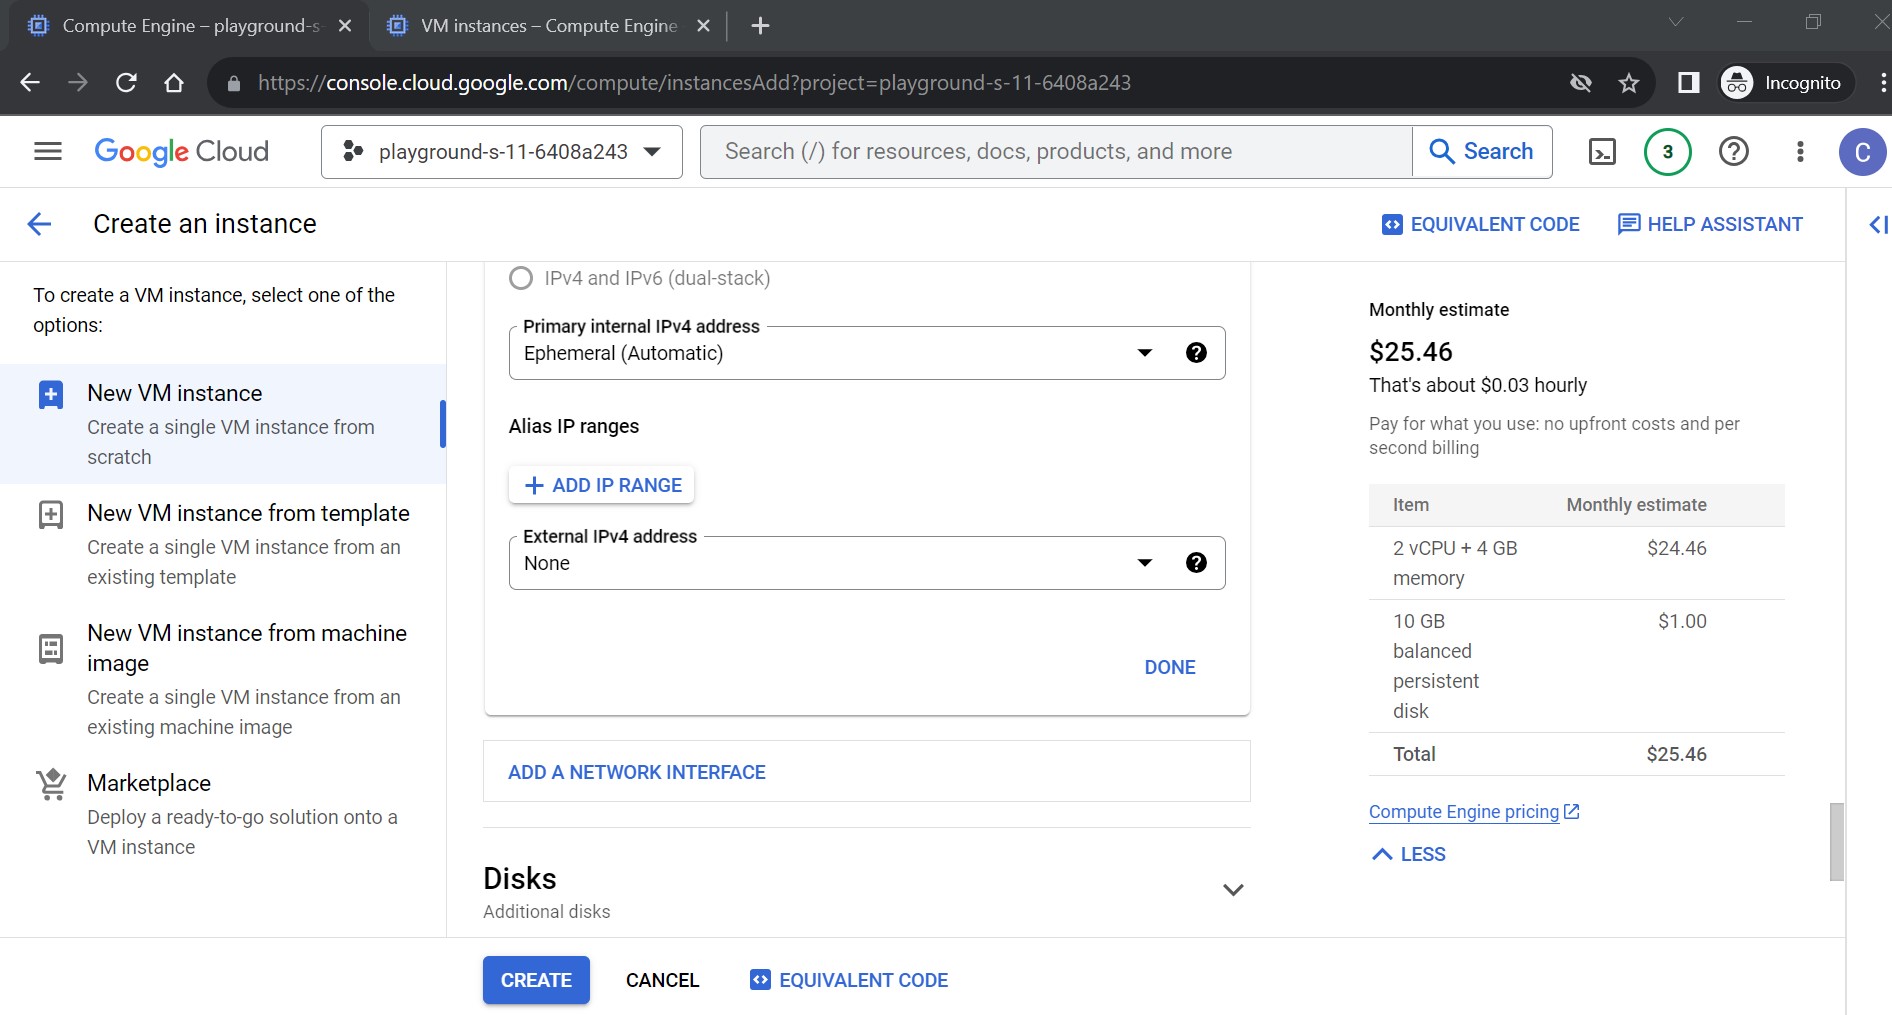 Compute Engine – playground-s-
VM instances – Compute Engine
https://console.cloud.google.com/compute/instancesAdd?project=playground-s-11-6408a243
Incognito
Google Cloud
playground-s-11-6408a243
Search (/) for resources, docs, products, and more
Search
3
C
Create an instance
EQUIVALENT CODE
HELP ASSISTANT
To create a VM instance, select one of the
options:
New VM instance
Create a single VM instance from
scratch
New VM instance from template
Create a single VM instance from an
existing template
New VM instance from machine
image
Create a single VM instance from an
existing machine image
Marketplace
Deploy a ready-to-go solution onto a
VM instance
IPv4 and IPv6 (dual-stack)
Primary internal IPv4 address
Ephemeral (Automatic)
Alias IP ranges
ADD IP RANGE
External IPv4 address
None
DONE
ADD A NETWORK INTERFACE
Disks
Additional disks
Monthly estimate
$25.46
That's about $0.03 hourly
Pay for what you use: no upfront costs and per
second billing
Item Monthly estimate
2 vCPU + 4 GB $24.46
memory
10 GB $1.00
balanced
persistent
disk
Total $25.46
Compute Engine pricing
LESS
CREATE
CANCEL
EQUIVALENT CODE